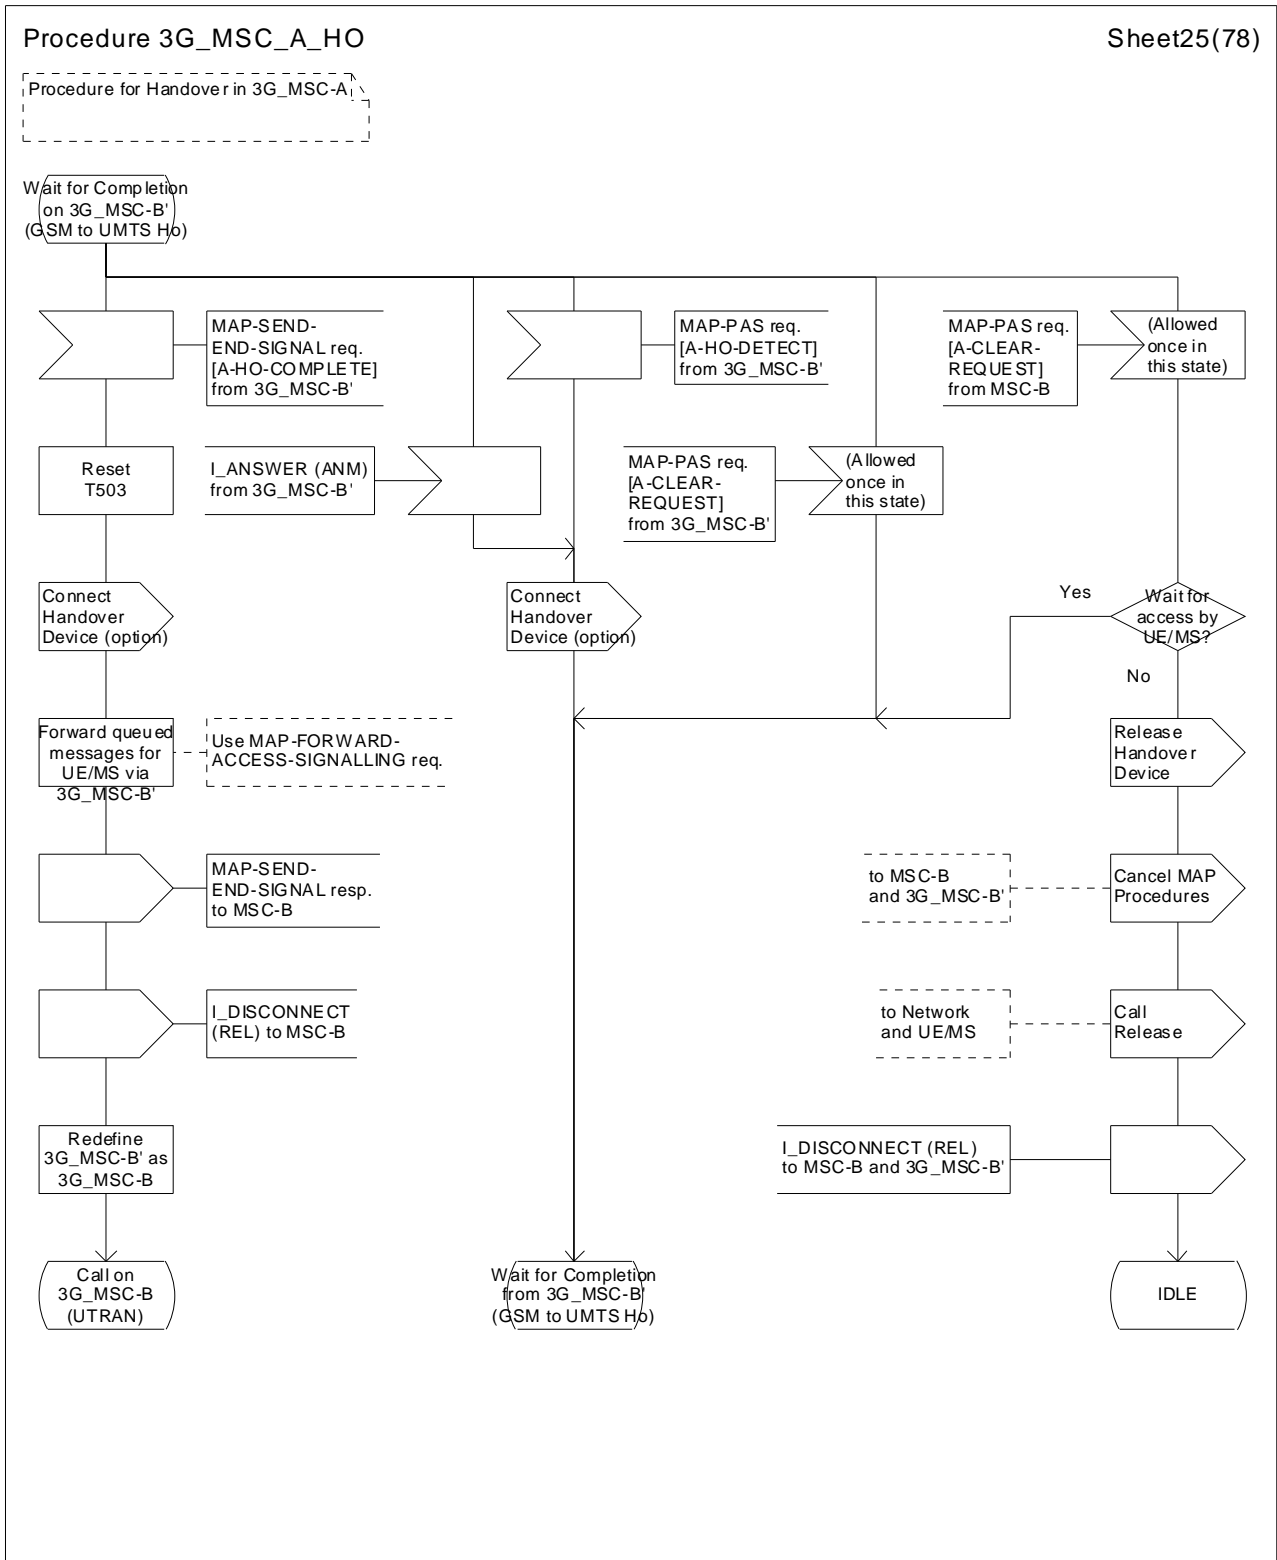 Procedure 3G_MSC_A_HO
Sheet25(78)
Procedure for Handover in 3G_MSC-A
Wait for Completion
on 3G_MSC-B'
(GSM to UMTS Ho)
MAP-SEND-
END-SIGNAL req.
[A-HO-COMPLETE]
from 3G_MSC-B'
MAP-PAS req.
[A-HO-DETECT]
from 3G_MSC-B'
MAP-PAS req.
[A-CLEAR-
REQUEST]
from MSC-B
(Allowed
once in
this state)
Reset
T503
I_ANSWER (ANM)
from 3G_MSC-B'
MAP-PAS req.
[A-CLEAR-
REQUEST]
from 3G_MSC-B'
(Allowed
once in
this state)
Connect
Handover
Device (option)
Connect
Handover
Device (option)
Yes
Wait for
access by
UE/MS?
No
Forward queued
messages for
UE/MS via
3G_MSC-B'
Use MAP-FORWARD-
ACCESS-SIGNALLING req.
Release
Handover
Device
MAP-SEND-
END-SIGNAL resp.
to MSC-B
to MSC-B
and 3G_MSC-B'
Cancel MAP
Procedures
I_DISCONNECT
(REL) to MSC-B
to Network
and UE/MS
Call
Release
Redefine
3G_MSC-B' as
3G_MSC-B
I_DISCONNECT (REL)
to MSC-B and 3G_MSC-B'
Call on
3G_MSC-B
(UTRAN)
Wait for Completion
from 3G_MSC-B'
(GSM to UMTS Ho)
IDLE